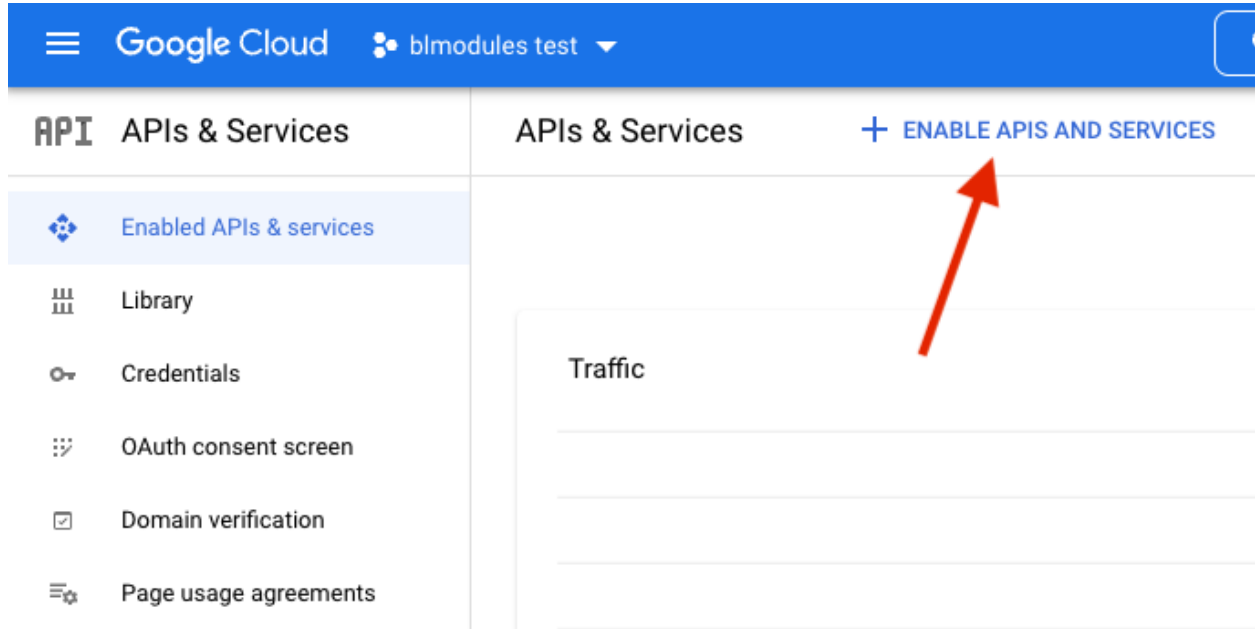 Google Cloud blmodules test
API APIs & Services
APIs & Services + ENABLE APIS AND SERVICES
Enabled APIs & services
Library
Credentials
Traffic
OAuth consent screen
Domain verification
Page usage agreements